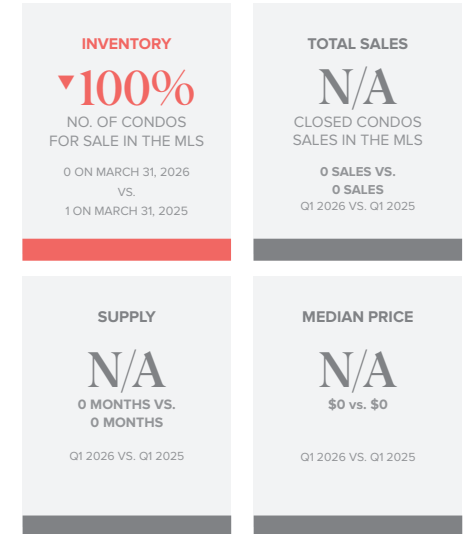 INVENTORY
▼100%
NO. OF CONDOS
FOR SALE IN THE MLS
0 ON MARCH 31, 2026
VS.
1 ON MARCH 31, 2025
TOTAL SALES
N/A
CLOSED CONDOS
SALES IN THE MLS
0 SALES VS.
0 SALES
Q1 2026 VS. Q1 2025
SUPPLY
N/A
0 MONTHS VS.
0 MONTHS
Q1 2026 VS. Q1 2025
MEDIAN PRICE
N/A
$0 vs. $0
Q1 2026 VS. Q1 2025